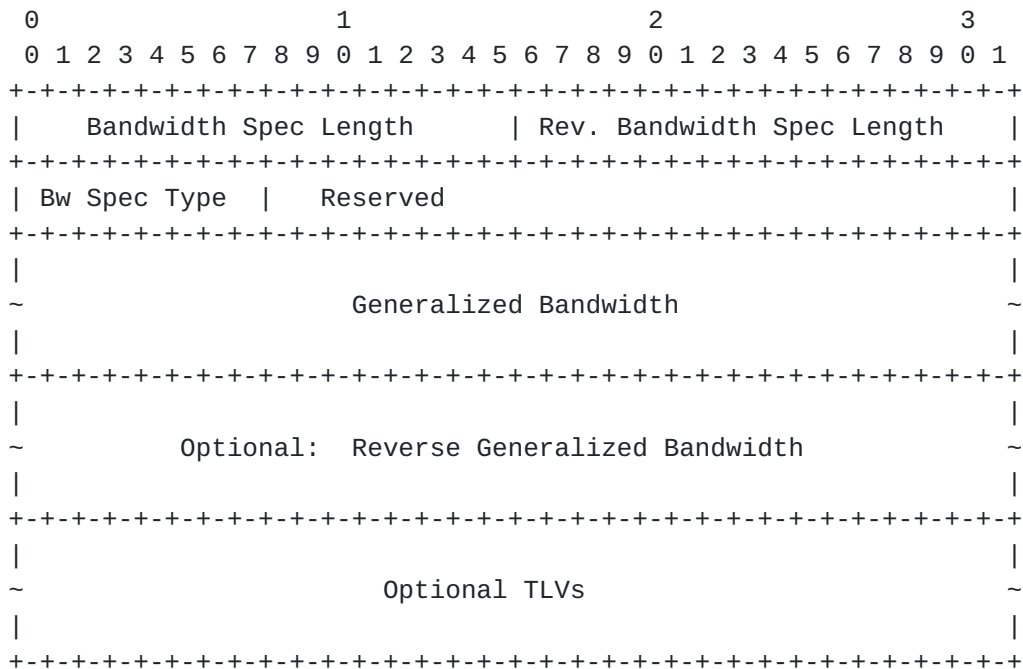 0                   1                   2                   3
 0 1 2 3 4 5 6 7 8 9 0 1 2 3 4 5 6 7 8 9 0 1 2 3 4 5 6 7 8 9 0 1
+-+-+-+-+-+-+-+-+-+-+-+-+-+-+-+-+-+-+-+-+-+-+-+-+-+-+-+-+-+-+-+-+
|    Bandwidth Spec Length      | Rev. Bandwidth Spec Length    |
+-+-+-+-+-+-+-+-+-+-+-+-+-+-+-+-+-+-+-+-+-+-+-+-+-+-+-+-+-+-+-+-+
| Bw Spec Type  |   Reserved                                    |
+-+-+-+-+-+-+-+-+-+-+-+-+-+-+-+-+-+-+-+-+-+-+-+-+-+-+-+-+-+-+-+-+
|                                                               |
~                     Generalized Bandwidth                     ~
|                                                               |
+-+-+-+-+-+-+-+-+-+-+-+-+-+-+-+-+-+-+-+-+-+-+-+-+-+-+-+-+-+-+-+-+
|                                                               |
~          Optional:  Reverse Generalized Bandwidth             ~
|                                                               |
+-+-+-+-+-+-+-+-+-+-+-+-+-+-+-+-+-+-+-+-+-+-+-+-+-+-+-+-+-+-+-+-+
|                                                               |
~                       Optional TLVs                           ~
|                                                               |
+-+-+-+-+-+-+-+-+-+-+-+-+-+-+-+-+-+-+-+-+-+-+-+-+-+-+-+-+-+-+-+-+